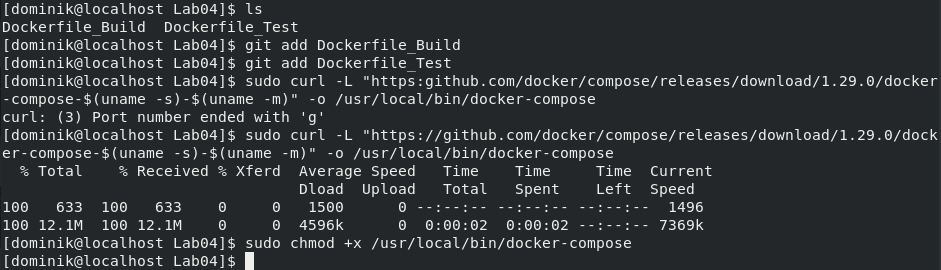 [dominik@localhost Lab04]$ ls
Dockerfile_Build  Dockerfile_Test
[dominik@localhost Lab04]$ git add Dockerfile_Build
[dominik@localhost Lab04]$ git add Dockerfile_Test
[dominik@localhost Lab04]$ sudo curl -L "https:github.com/docker/compose/releases/download/1.29.0/docker
-compose-$(uname -s)-$(uname -m)" -o /usr/local/bin/docker-compose
curl: (3) Port number ended with 'g'
[dominik@localhost Lab04]$ sudo curl -L "https://github.com/docker/compose/releases/download/1.29.0/dock
er-compose-$(uname -s)-$(uname -m)" -o /usr/local/bin/docker-compose
  % Total    % Received % Xferd  Average Speed   Time    Time     Time  Current
                                 Dload  Upload   Total   Spent    Left  Speed
100   633  100   633    0     0   1500      0 --:--:-- --:--:-- --:--:--  1496
100 12.1M  100 12.1M    0     0  4596k      0  0:00:02  0:00:02 --:--:-- 7369k
[dominik@localhost Lab04]$ sudo chmod +x /usr/local/bin/docker-compose
[dominik@localhost Lab04]$